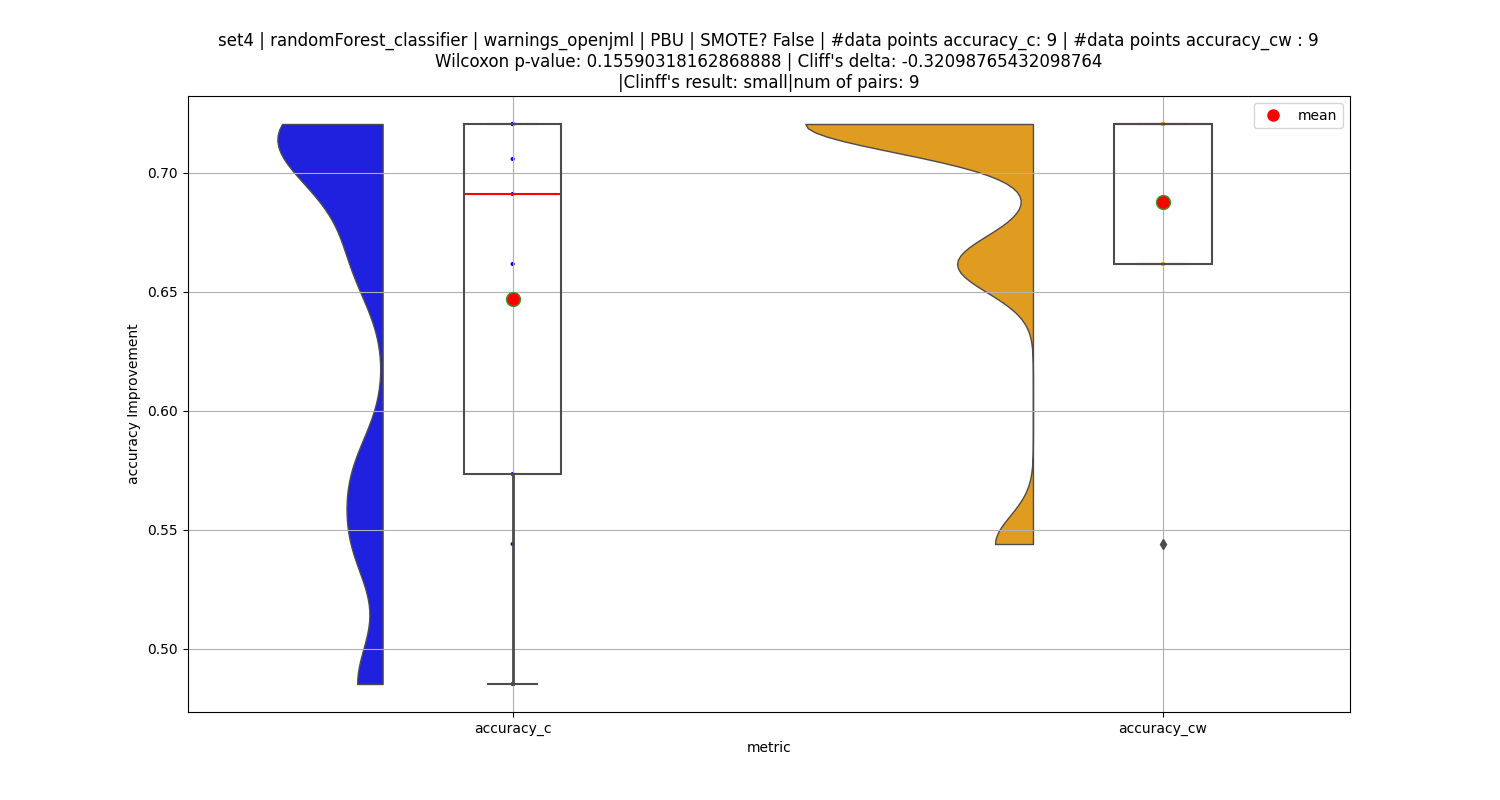 set4 | randomForest_classifier | warnings_openjml | PBU | SMOTE? False | #data points accuracy_c: 9 | #data points accuracy_cw : 9
Wilcoxon p-value: 0.15590318162868888 | Cliff's delta: -0.32098765432098764
|Clinff's result: small|num of pairs: 9
mean
0.70
0.65
0.60
0.55
0.50
accuracy Improvement
accuracy_c
accuracy_cw
metric